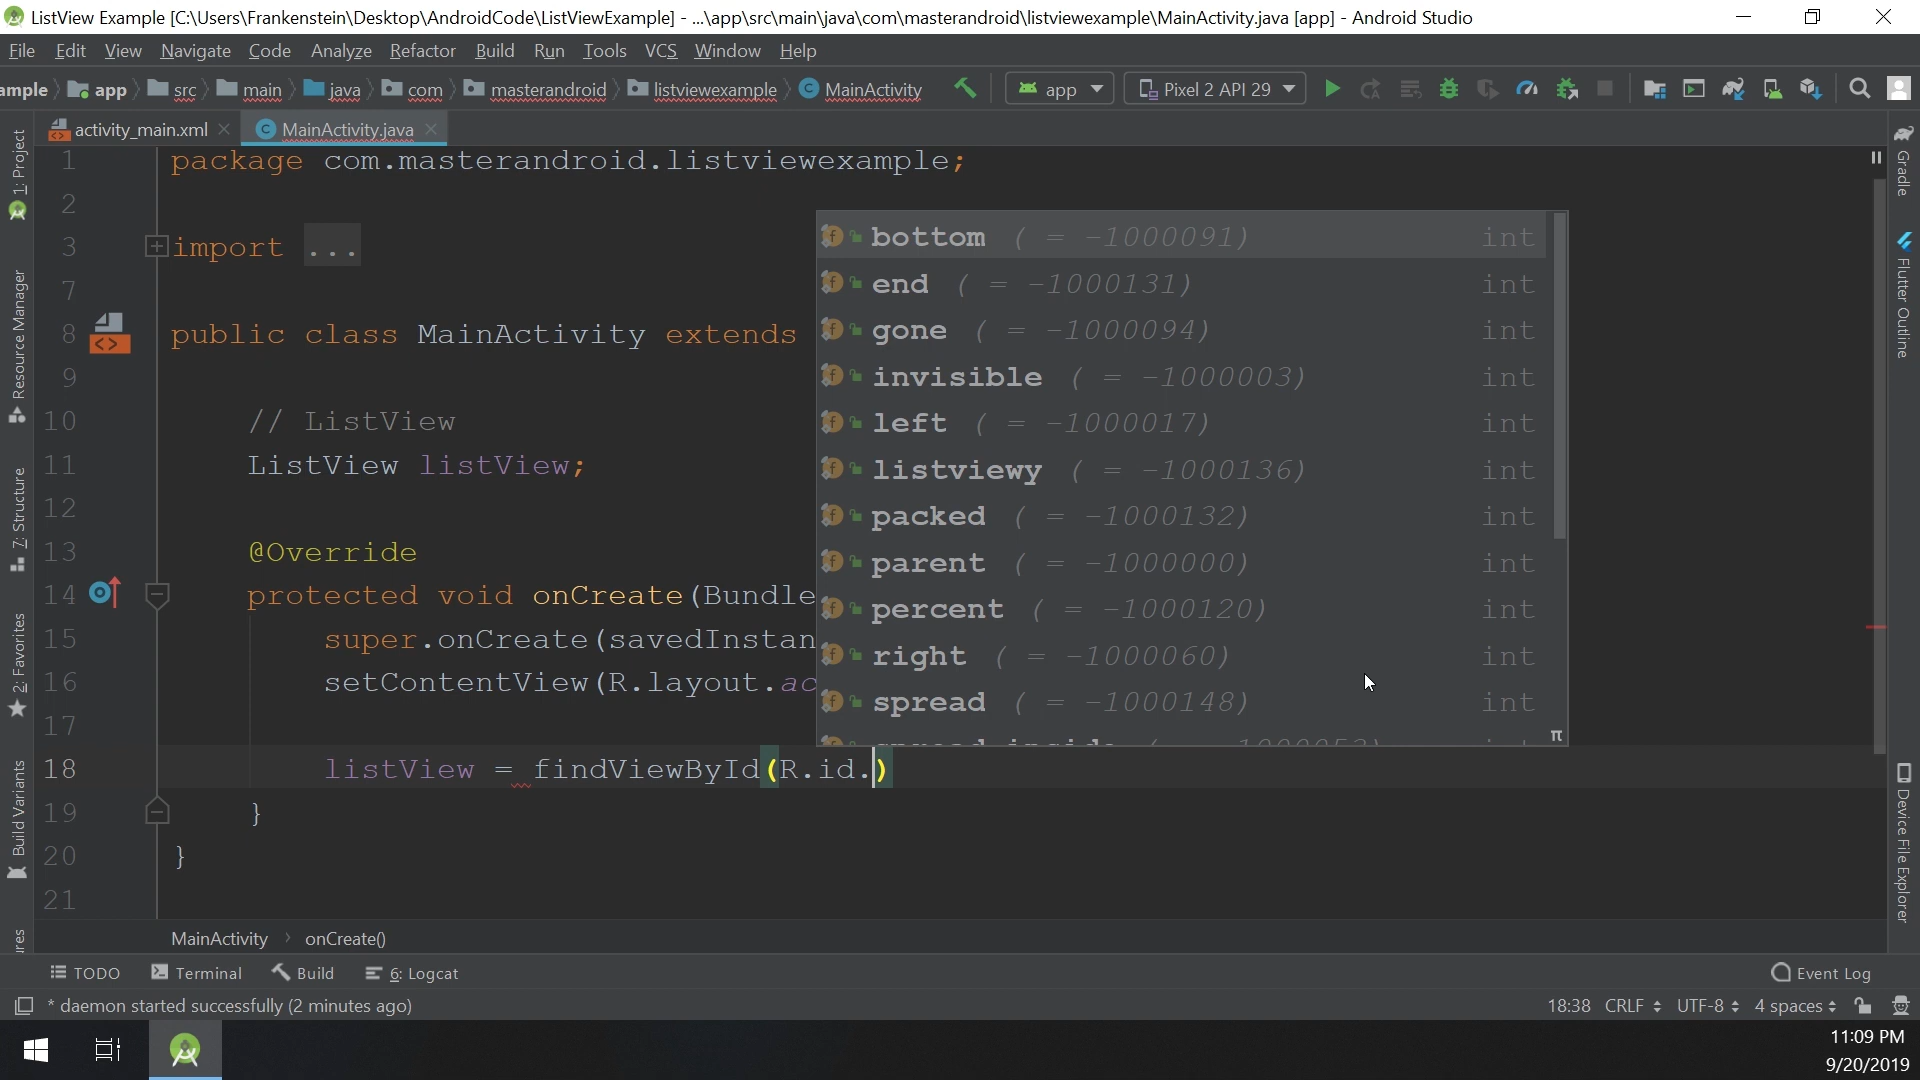 ListView Example [C:\Users\Frankenstein\Desktop\AndroidCode\ListViewExample] - ...\app\src\main\java\com\masterandroid\listviewexample\MainActivity.java [app] - Android Studio
File Edit View Navigate Code Analyze Refactor Build Run Tools VCS Window Help
ample app src main java com masterandroid listviewexample MainActivity app Pixel 2 API 29
activity_main.xml MainActivity.java
1: Project
Resource Manager
7: Structure
2: Favorites
Build Variants
res
1 package com.masterandroid.listviewexample;
2
3 import ...
7
8 public class MainActivity extends
9
10 // ListView
11 ListView listView;
12
13 @Override
14 protected void onCreate(Bundle
15 super.onCreate(savedInstan
16 setContentView(R.layout.ac
17
18 listView = findViewById(R.id.)
19 }
20 }
21
bottom ( = -1000091) int
end ( = -1000131) int
gone ( = -1000094) int
invisible ( = -1000003) int
left ( = -1000017) int
listviewy ( = -1000136) int
packed ( = -1000132) int
parent ( = -1000000) int
percent ( = -1000120) int
right ( = -1000060) int
spread ( = -1000148) int
π
Gradle
Flutter Outline
Device File Explorer
MainActivity onCreate()
TODO Terminal Build 6: Logcat Event Log
* daemon started successfully (2 minutes ago) 18:38 CRLF UTF-8 4 spaces
11:09 PM
9/20/2019